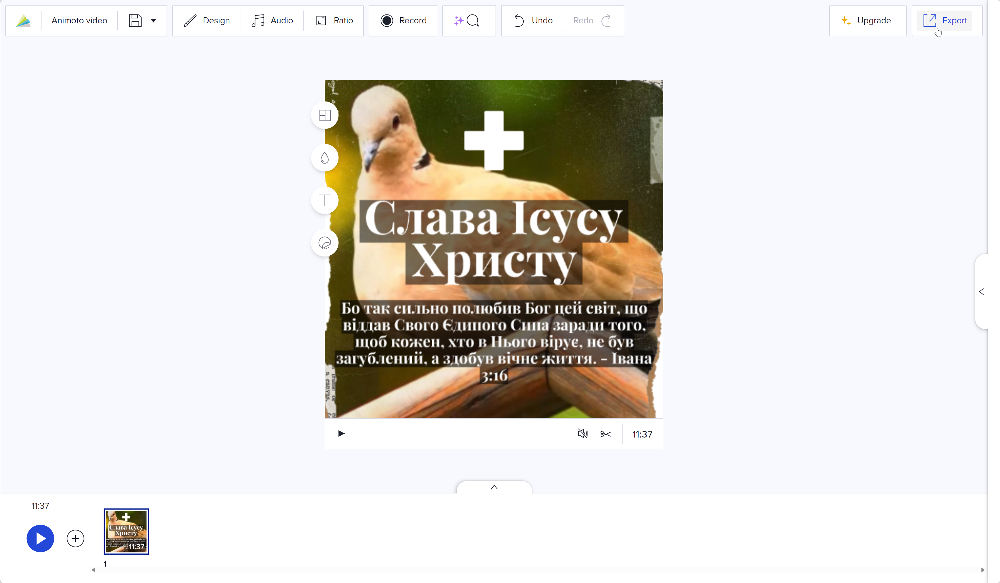 Animoto video
Design
Audio
Ratio
Record
Undo
Redo
Upgrade
Export
Слава Ісусу
Христу
Бо так сильно полюбив Бог цей світ, що
віддав Свого Єдиного Сина заради того,
щоб кожен, хто в Нього вірує, не був
загублений, а здобув вічне життя. - Івана
3:16
11:37
11:37
Слава Ісусу
Христу
11:37
1